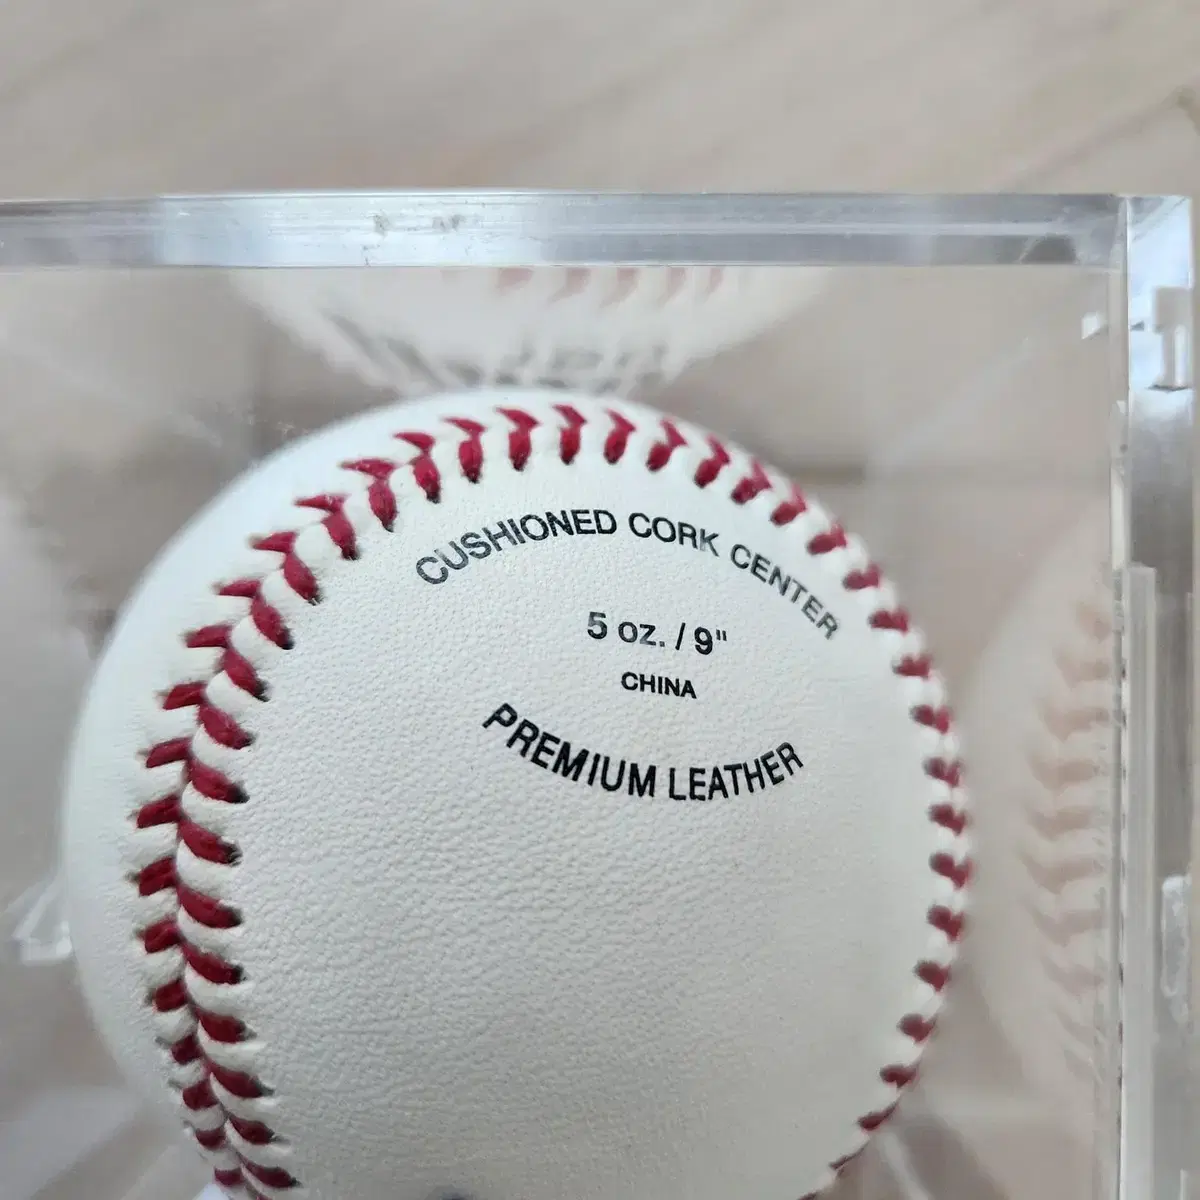 CUSHIONED CORK CENTER
5 oz. / 9"
CHINA
PREMIUM LEATHER